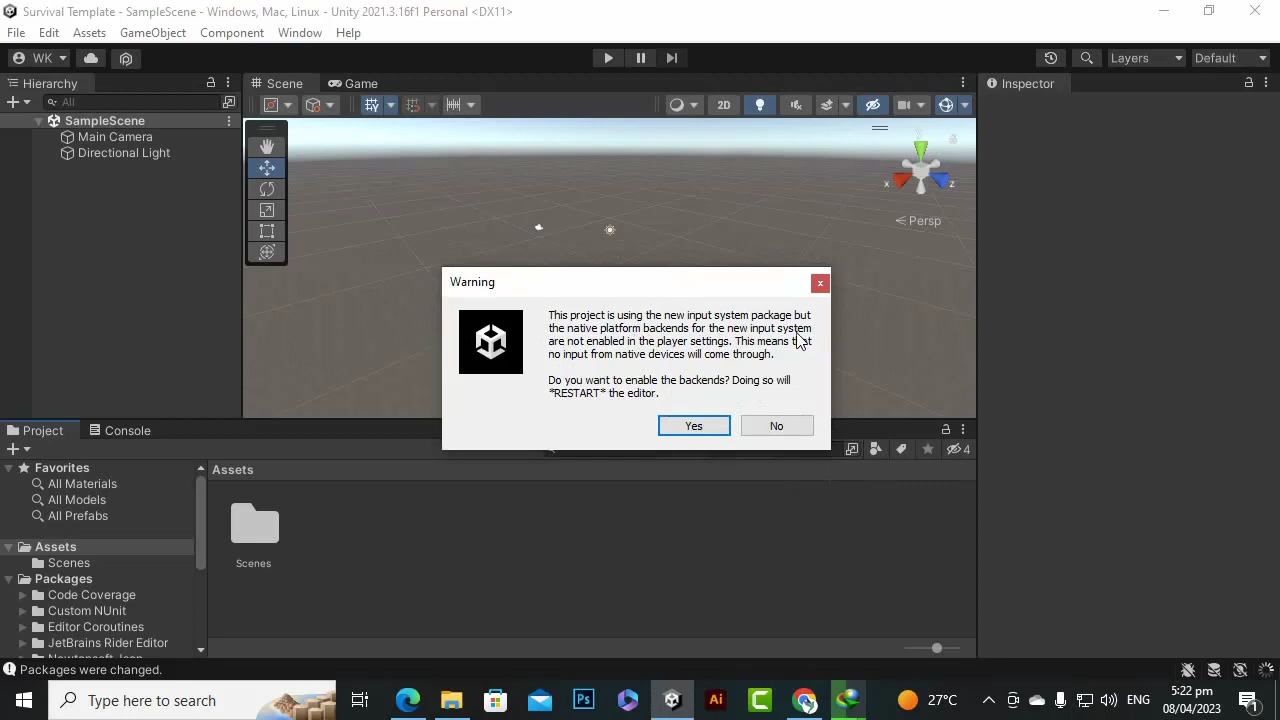 Survival Template - SampleScene - Windows, Mac, Linux - Unity 2021.3.16f1 Personal <DX11>
File Edit Assets GameObject Component Window Help
WK
Layers
Default
Hierarchy
Scene
Game
Inspector
All
2D
SampleScene
Main Camera
Directional Light
x
z
Persp
Warning
x
This project is using the new input system package but
the native platform backends for the new input system
are not enabled in the player settings. This means that
no input from native devices will come through.
Do you want to enable the backends? Doing so will
*RESTART* the editor.
Yes
No
Project
Console
4
Favorites
All Materials
All Models
All Prefabs
Assets
Scenes
Packages
Code Coverage
Custom NUnit
Editor Coroutines
JetBrains Rider Editor
Assets
Scenes
Packages were changed.
Type here to search
Ps
Ai
C
27°C
ENG
5:22 pm
08/04/2023
1